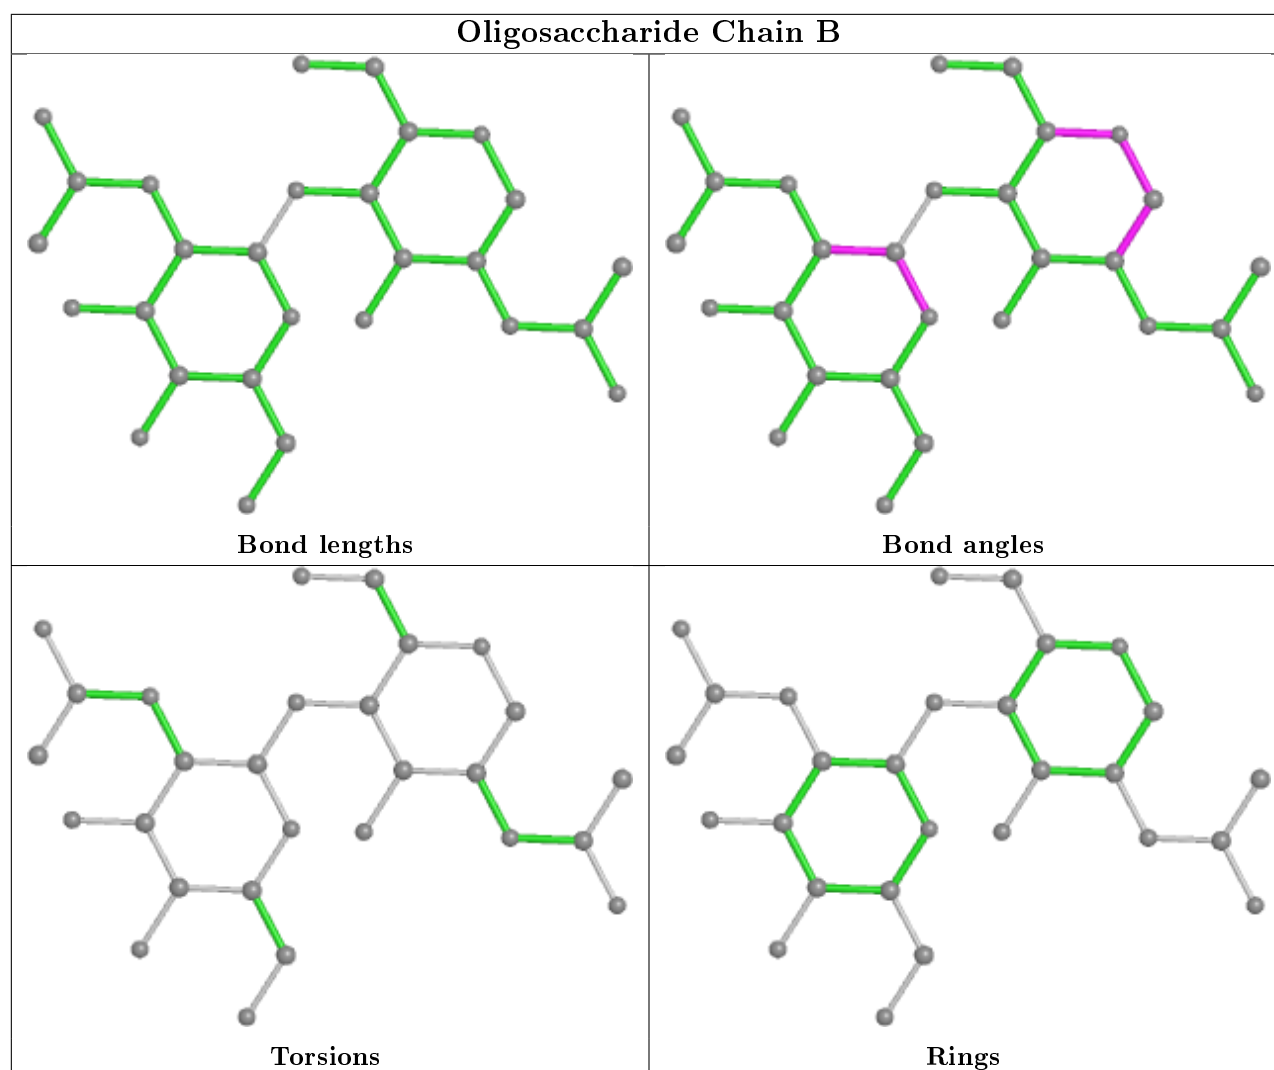 Oligosaccharide Chain B
Bond lengths
Bond angles
Torsions
Rings